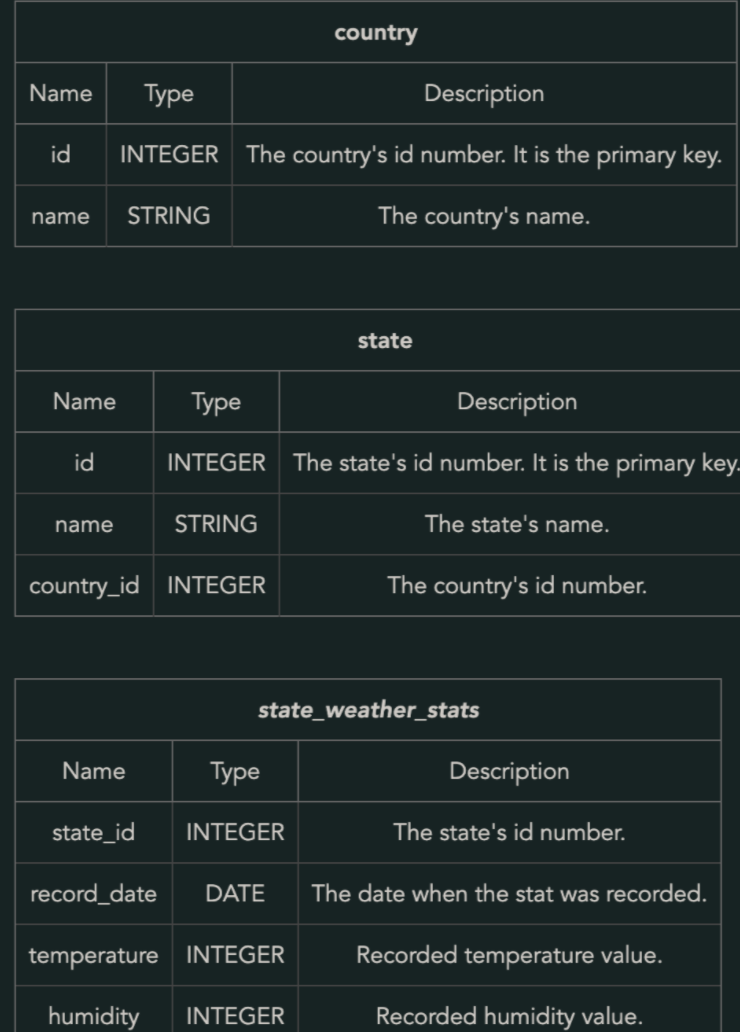 country
Name Type Description
id INTEGER The country's id number. It is the primary key.
name STRING The country's name.
state
Name Type Description
id INTEGER The state's id number. It is the primary key.
name STRING The state's name.
country_id INTEGER The country's id number.
state_weather_stats
Name Type Description
state_id INTEGER The state's id number.
record_date DATE The date when the stat was recorded.
temperature INTEGER Recorded temperature value.
humidity INTEGER Recorded humidity value.